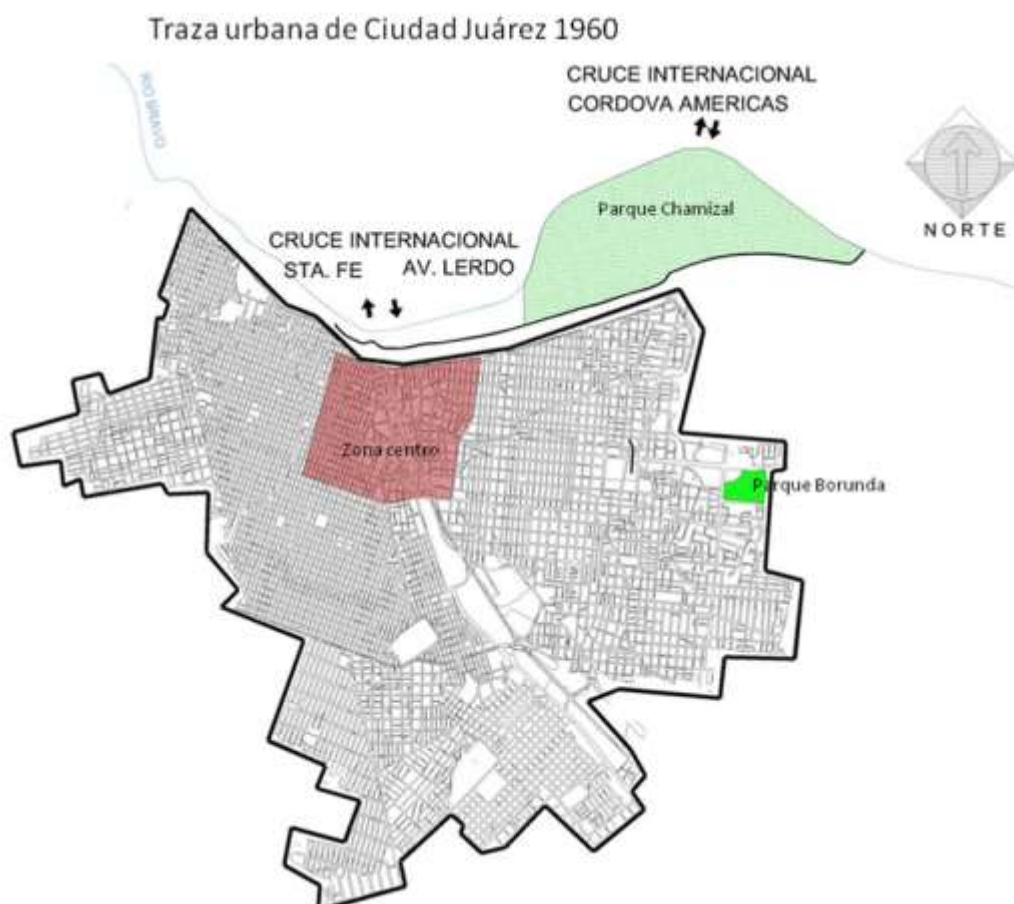 Traza urbana de Ciudad Juárez 1960
CRUCE INTERNACIONAL
CORDOVA AMERICAS
RIO BRAVO
Parque Chamizal
NORTE
CRUCE INTERNACIONAL
STA. FE AV. LERDO
Zona centro
Parque Borunda